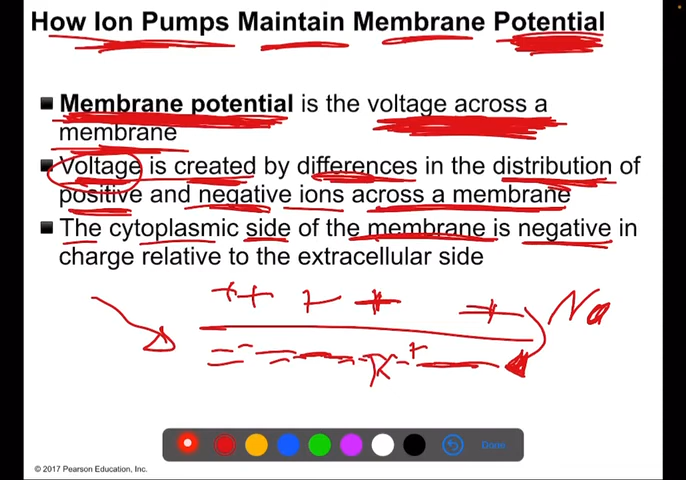 How Ion Pumps Maintain Membrane Potential
Membrane potential is the voltage across a
membrane
Voltage is created by differences in the distribution of
positive and negative ions across a membrane
The cytoplasmic side of the membrane is negative in
charge relative to the extracellular side
+ + + + +
Na
K+
Done
© 2017 Pearson Education, Inc.